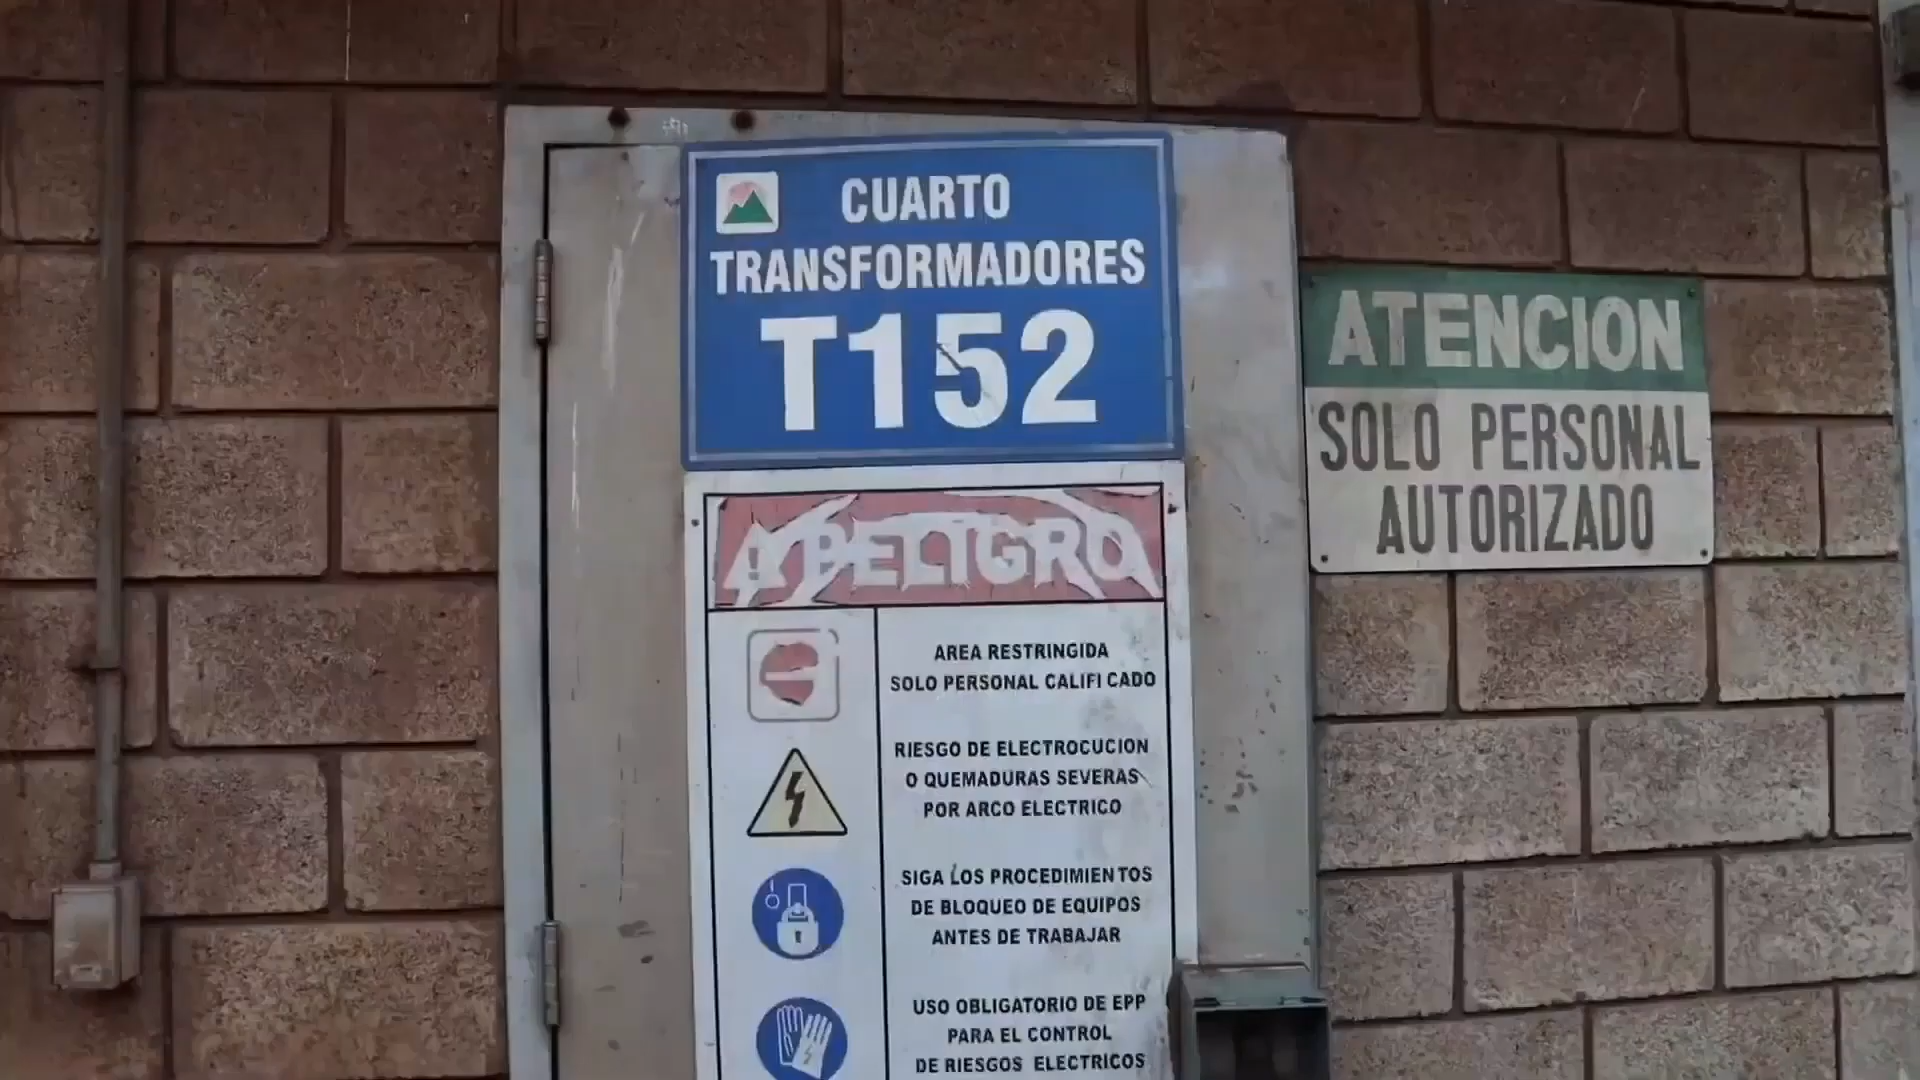 CUARTO
TRANSFORMADORES
T152
ATENCION
SOLO PERSONAL
AUTORIZADO
PELIGRO
AREA RESTRINGIDA
SOLO PERSONAL CALIFI CADO
RIESGO DE ELECTROCUCION
O QUEMADURAS SEVERAS
POR ARCO ELECTRICO
SIGA LOS PROCEDIMIENTOS
DE BLOQUEO DE EQUIPOS
ANTES DE TRABAJAR
USO OBLIGATORIO DE EPP
PARA EL CONTROL
DE RIESGOS ELECTRICOS